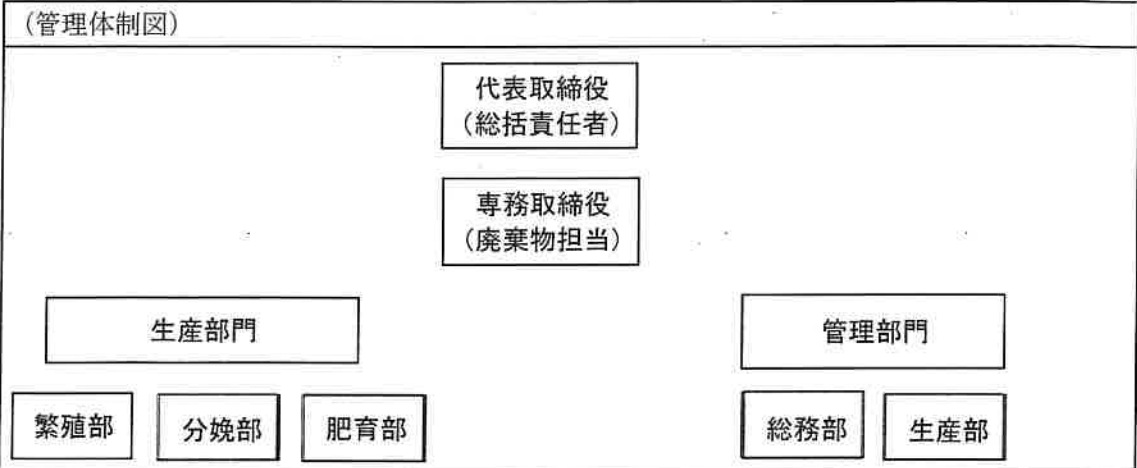 (管理体制図)
代表取締役
(総括責任者)
専務取締役
(廃棄物担当)
生産部門
管理部門
繁殖部
分娩部
肥育部
総務部
生産部